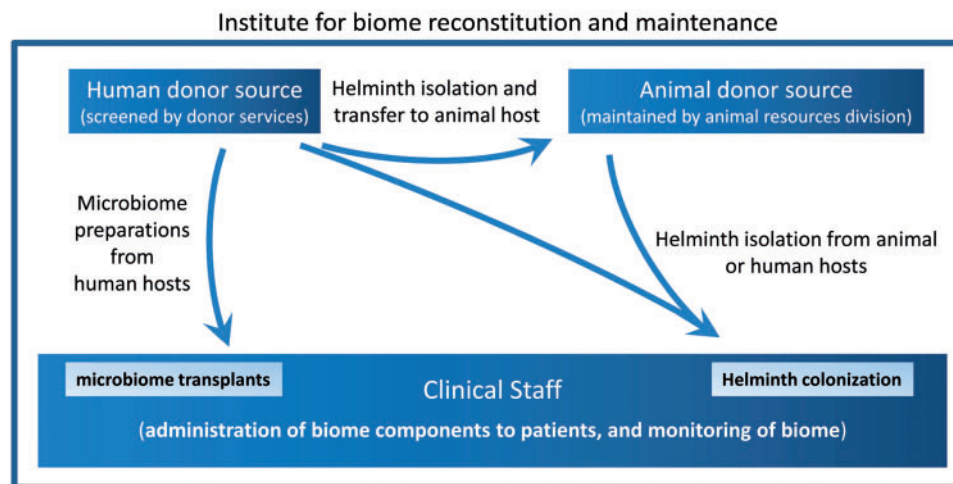 Institute for biome reconstitution and maintenance
Human donor source
(screened by donor services)
Helminth isolation and
transfer to animal host
Animal donor source
(maintained by animal resources division)
Microbiome
preparations
from
human hosts
Helminth isolation from animal
or human hosts
microbiome transplants
Clinical Staff
Helminth colonization
(administration of biome components to patients, and monitoring of biome)